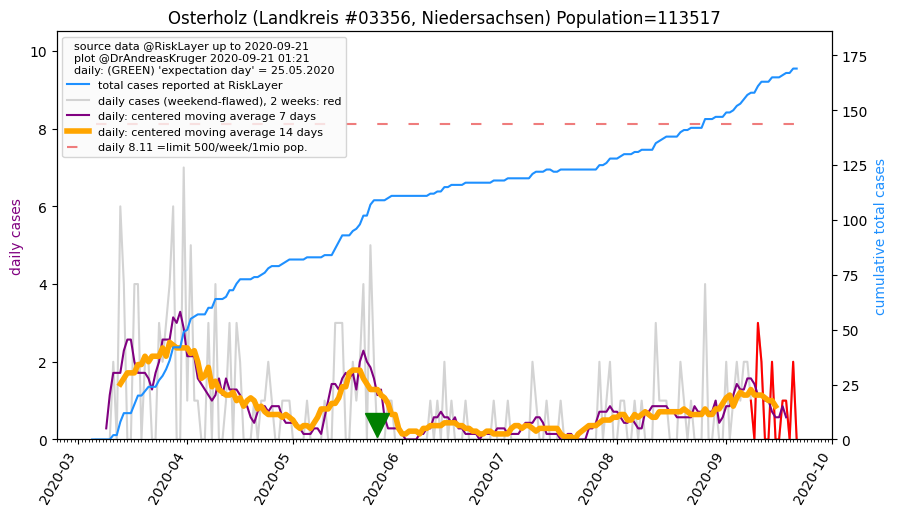 Osterholz (Landkreis #03356, Niedersachsen) Population=113517
source data @RiskLayer up to 2020-09-21
plot @DrAndreasKruger 2020-09-21 01:21
daily: (GREEN) 'expectation day' = 25.05.2020
total cases reported at RiskLayer
daily cases (weekend-flawed), 2 weeks: red
daily: centered moving average 7 days
daily: centered moving average 14 days
daily 8.11 =limit 500/week/1mio pop.
daily cases
10
8
6
4
2
0
cumulative total cases
175
150
125
100
75
50
25
0
2020-03
2020-04
2020-05
2020-06
2020-07
2020-08
2020-09
2020-10